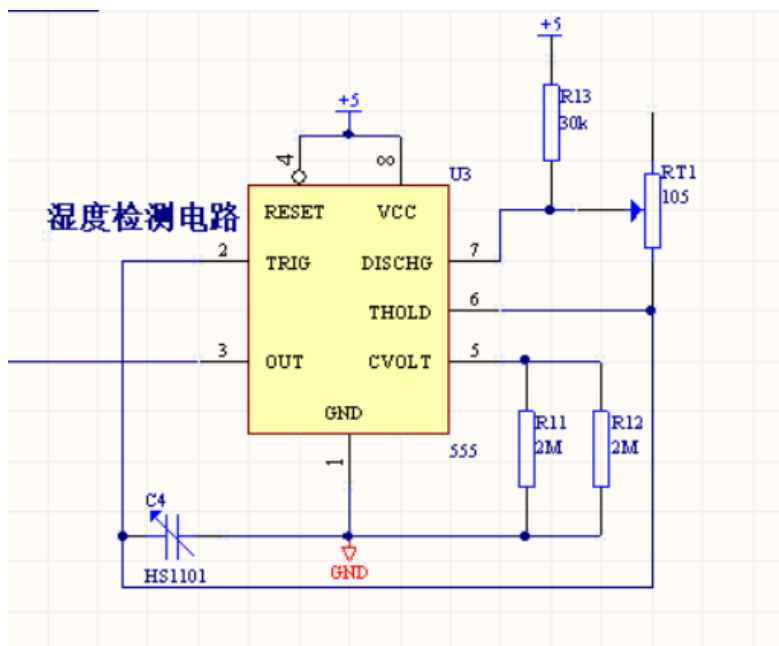 +5
R13
30k
+5
4
8
U3
RT1
105
湿度检测电路
RESET
VCC
2
7
TRIG
DISCHG
6
THOLD
3
5
OUT
CVOLT
GND
R11
R12
2M
2M
1
555
C4
GND
HS1101